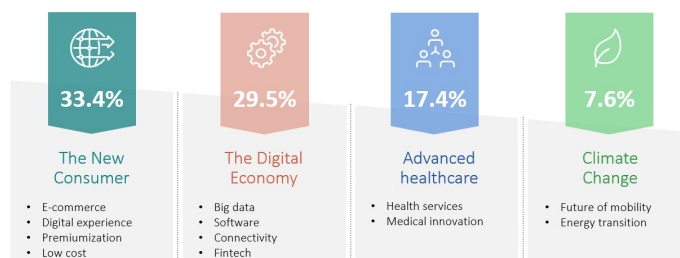 33.4%
The New
Consumer
• E-commerce
• Digital experience
• Premiumization
• Low cost
29.5%
The Digital
Economy
• Big data
• Software
• Connectivity
• Fintech
17.4%
Advanced
healthcare
• Health services
• Medical innovation
7.6%
Climate
Change
• Future of mobility
• Energy transition